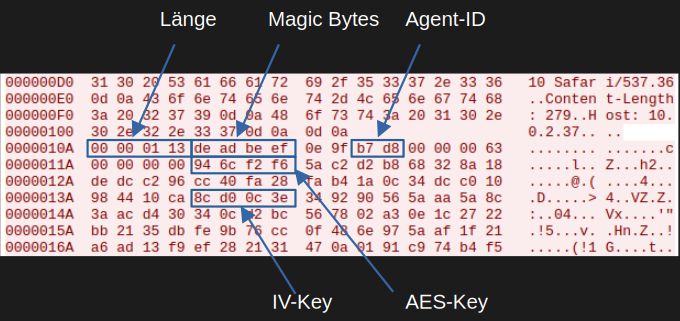 Länge Magic Bytes Agent-ID
000000D0 31 30 20 53 61 66 61 72 69 2f 35 33 37 2e 33 36 10 Safar i/537.36
000000E0 0d 0a 43 6f 6e 74 65 6e 74 2d 4c 65 6e 67 74 68 ..Conten t-Length
000000F0 3a 20 32 37 39 0d 0a 48 6f 73 74 3a 20 31 30 2e : 279..H ost: 10.
00000100 30 2e 32 2e 33 37 0d 0a 0d 0a 0.2.37.. ..
0000010A 00 00 01 13 de ad be ef 0e 9f b7 d8 00 00 00 63 ........ .......c
0000011A 00 00 00 00 94 6c f2 f6 5a c2 d2 b8 68 32 8a 18 .....l.. Z...h2..
0000012A de dc c2 96 cc 40 fa 28 fa b4 1a 0c 34 dc c0 10 .....@.( ....4...
0000013A 98 44 10 ca 8c d0 0c 3e 34 92 90 56 5a aa 5a 8c .D.....> 4..VZ.Z.
0000014A 3a ac d4 30 34 0c 42 bc 56 78 02 a3 0e 1c 27 22 :..04... Vx....'"
0000015A bb 21 35 db fe 9b 76 cc 0f 48 6e 97 5a af 1f 21 .!5...v. .Hn.Z..!
0000016A a6 ad 13 f9 ef 28 21 31 47 0a 01 91 c9 74 b4 f5 .....(!1 G....t..
IV-Key AES-Key